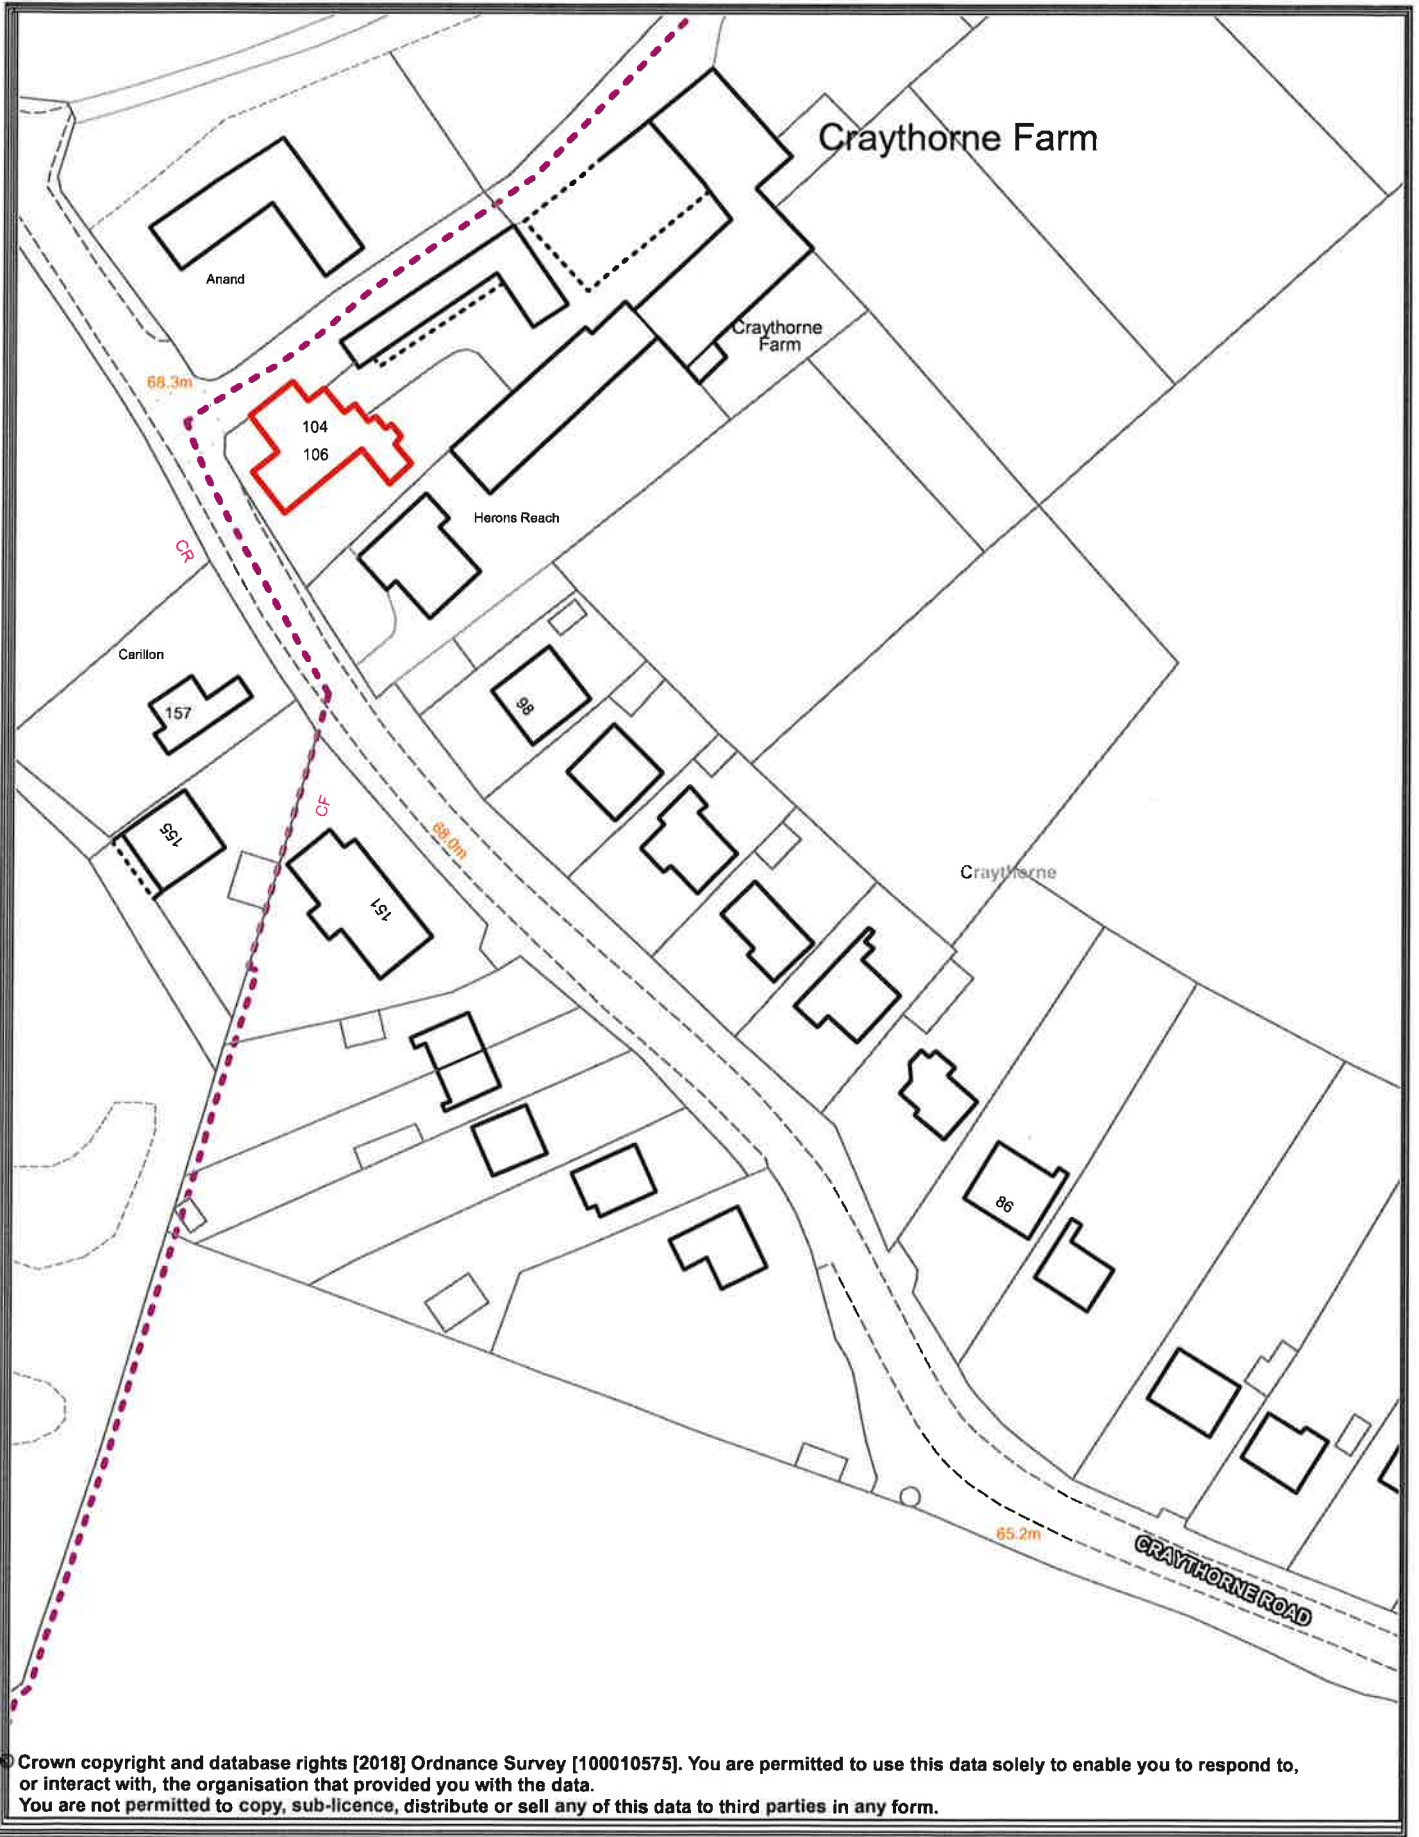 Craythorne Farm
Anand
Craythorne
Farm
68.3m
104
106
Herons Reach
CR
Carillon
157
98
CF
155
68.0m
151
Craythorne
86
65.2m
CRAYTHORNE ROAD
© Crown copyright and database rights [2018] Ordnance Survey [100010575]. You are permitted to use this data solely to enable you to respond to,
or interact with, the organisation that provided you with the data.
You are not permitted to copy, sub-licence, distribute or sell any of this data to third parties in any form.